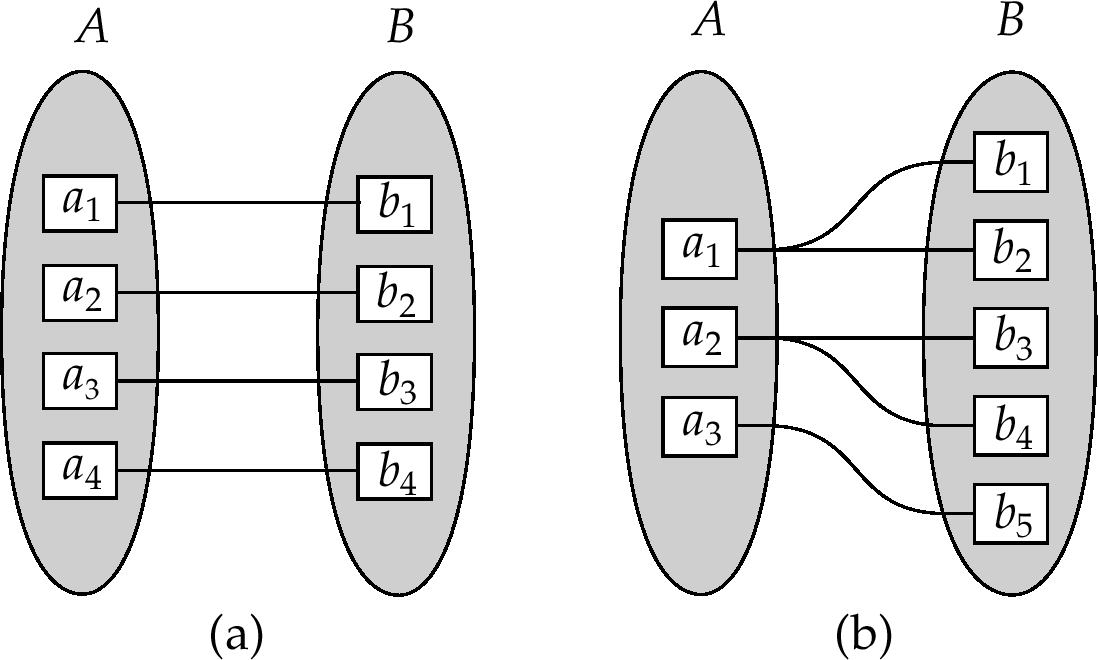 A B
a1 b1
a2 b2
a3 b3
a4 b4
(a)
A B
b1
a1 b2
a2 b3
a3 b4
b5
(b)